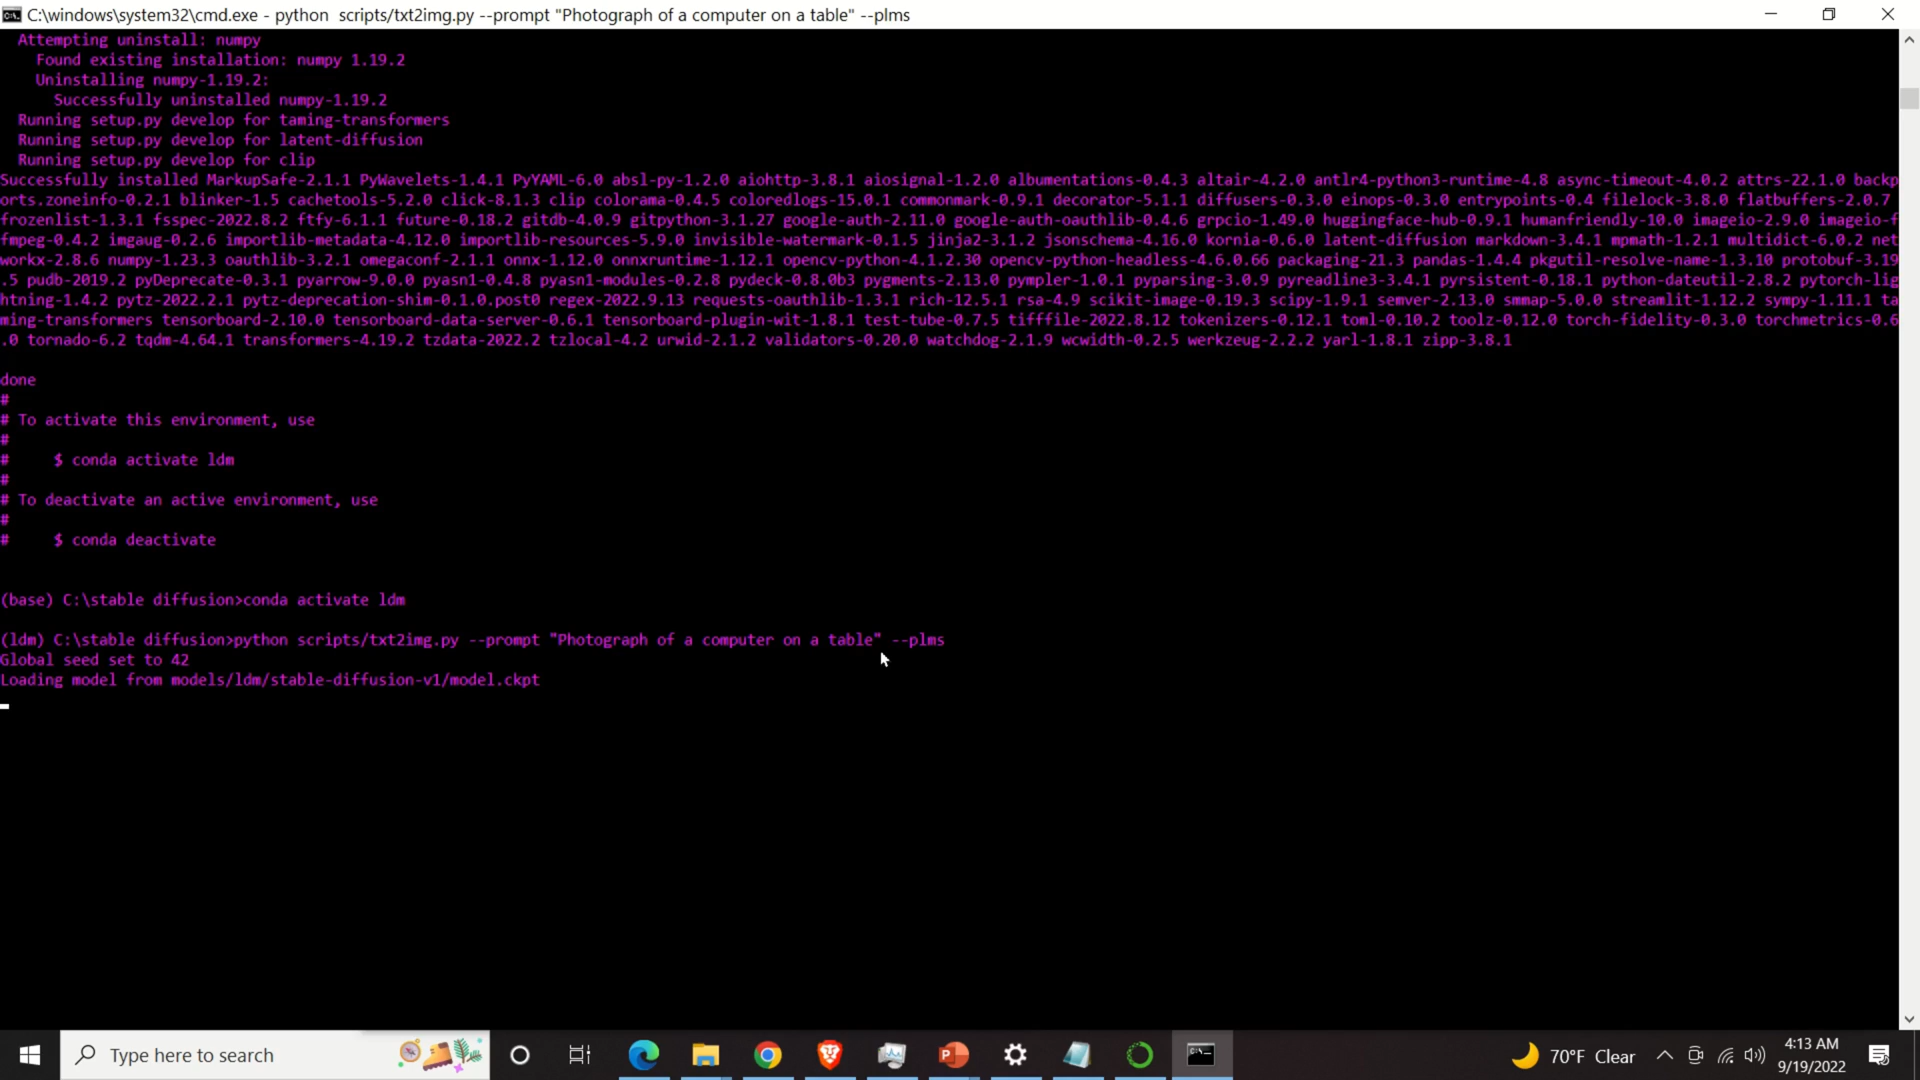 C:\windows\system32\cmd.exe - python  scripts/txt2img.py --prompt "Photograph of a computer on a table" --plms
Attempting uninstall: numpy
Found existing installation: numpy 1.19.2
Uninstalling numpy-1.19.2:
Successfully uninstalled numpy-1.19.2
Running setup.py develop for taming-transformers
Running setup.py develop for latent-diffusion
Running setup.py develop for clip
Successfully installed MarkupSafe-2.1.1 PyWavelets-1.4.1 PyYAML-6.0 absl-py-1.2.0 aiohttp-3.8.1 aiosignal-1.2.0 albumentations-0.4.3 altair-4.2.0 antlr4-python3-runtime-4.8 async-timeout-4.0.2 attrs-22.1.0 backp
orts.zoneinfo-0.2.1 blinker-1.5 cachetools-5.2.0 click-8.1.3 clip colorama-0.4.5 coloredlogs-15.0.1 commonmark-0.9.1 decorator-5.1.1 diffusers-0.3.0 einops-0.3.0 entrypoints-0.4 filelock-3.8.0 flatbuffers-2.0.7
frozenlist-1.3.1 fsspec-2022.8.2 ftfy-6.1.1 future-0.18.2 gitdb-4.0.9 gitpython-3.1.27 google-auth-2.11.0 google-auth-oauthlib-0.4.6 grpcio-1.49.0 huggingface-hub-0.9.1 humanfriendly-10.0 imageio-2.9.0 imageio-f
fmpeg-0.4.2 imgaug-0.2.6 importlib-metadata-4.12.0 importlib-resources-5.9.0 invisible-watermark-0.1.5 jinja2-3.1.2 jsonschema-4.16.0 kornia-0.6.0 latent-diffusion markdown-3.4.1 mpmath-1.2.1 multidict-6.0.2 net
workx-2.8.6 numpy-1.23.3 oauthlib-3.2.1 omegaconf-2.1.1 onnx-1.12.0 onnxruntime-1.12.1 opencv-python-4.1.2.30 opencv-python-headless-4.6.0.66 packaging-21.3 pandas-1.4.4 pkgutil-resolve-name-1.3.10 protobuf-3.19
.5 pudb-2019.2 pyDeprecate-0.3.1 pyarrow-9.0.0 pyasn1-0.4.8 pyasn1-modules-0.2.8 pydeck-0.8.0b3 pygments-2.13.0 pympler-1.0.1 pyparsing-3.0.9 pyreadline3-3.4.1 pyrsistent-0.18.1 python-dateutil-2.8.2 pytorch-lig
htning-1.4.2 pytz-2022.2.1 pytz-deprecation-shim-0.1.0.post0 regex-2022.9.13 requests-oauthlib-1.3.1 rich-12.5.1 rsa-4.9 scikit-image-0.19.3 scipy-1.9.1 semver-2.13.0 smmap-5.0.0 streamlit-1.12.2 sympy-1.11.1 ta
ming-transformers tensorboard-2.10.0 tensorboard-data-server-0.6.1 tensorboard-plugin-wit-1.8.1 test-tube-0.7.5 tifffile-2022.8.12 tokenizers-0.12.1 toml-0.10.2 toolz-0.12.0 torch-fidelity-0.3.0 torchmetrics-0.6
.0 tornado-6.2 tqdm-4.64.1 transformers-4.19.2 tzdata-2022.2 tzlocal-4.2 urwid-2.1.2 validators-0.20.0 watchdog-2.1.9 wcwidth-0.2.5 werkzeug-2.2.2 yarl-1.8.1 zipp-3.8.1
done
#
# To activate this environment, use
#
#     $ conda activate ldm
#
# To deactivate an active environment, use
#
#     $ conda deactivate
(base) C:\stable diffusion>conda activate ldm
(ldm) C:\stable diffusion>python scripts/txt2img.py --prompt "Photograph of a computer on a table" --plms
Global seed set to 42
Loading model from models/ldm/stable-diffusion-v1/model.ckpt
Type here to search
70°F Clear
4:13 AM
9/19/2022